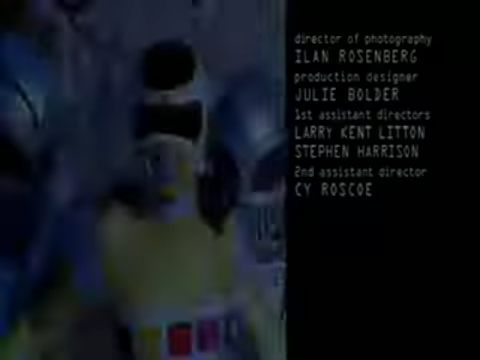 director of photography
ILAN ROSENBERG
production designer
JULIE BOLDER
1st assistant directors
LARRY KENT LITTON
STEPHEN HARRISON
2nd assistant director
CY ROSCOE